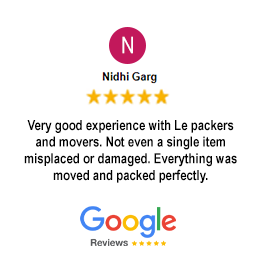 N
Nidhi Garg
Very good experience with Le packers
and movers. Not even a single item
misplaced or damaged. Everything was
moved and packed perfectly.
Google
Reviews